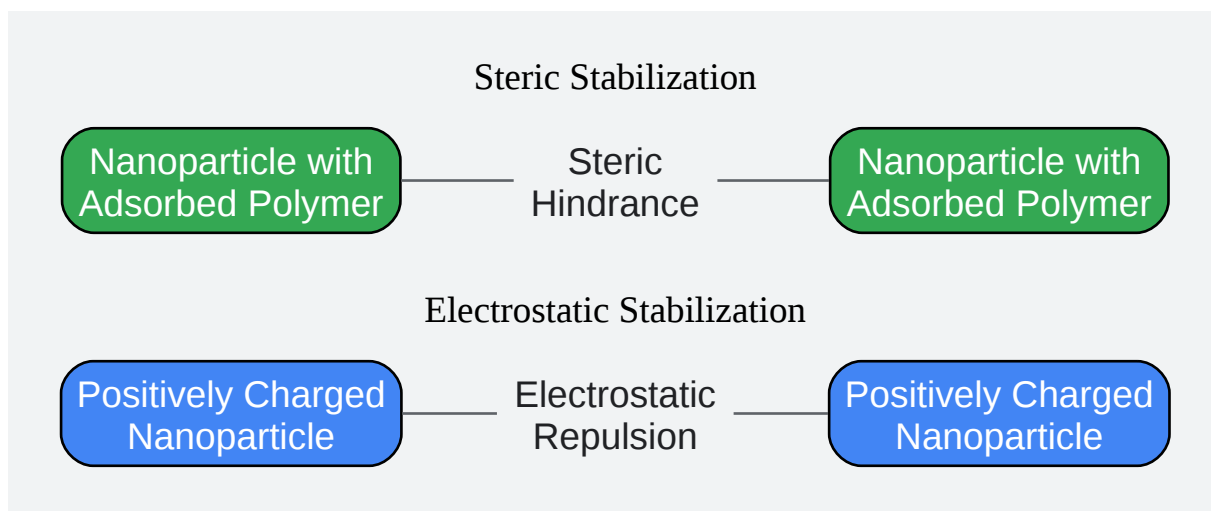 Steric Stabilization
Nanoparticle with
Adsorbed Polymer
Steric
Hindrance
Nanoparticle with
Adsorbed Polymer
Electrostatic Stabilization
Positively Charged
Nanoparticle
Electrostatic
Repulsion
Positively Charged
Nanoparticle